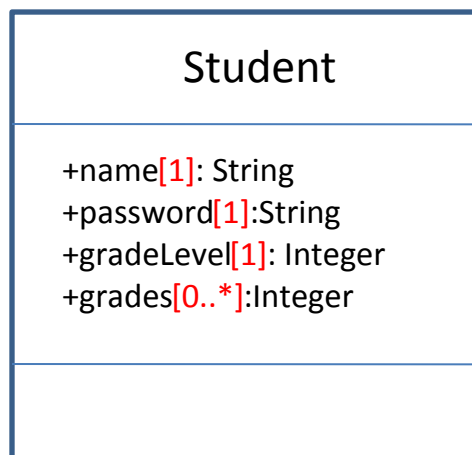 Student
+name[1]: String
+password[1]:String
+gradeLevel[1]: Integer
+grades[0..*]:Integer